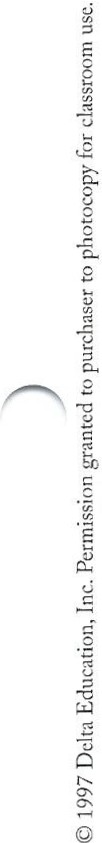 © 1997 Delta Education, Inc. Permission granted to purchaser to photocopy for classroom use.